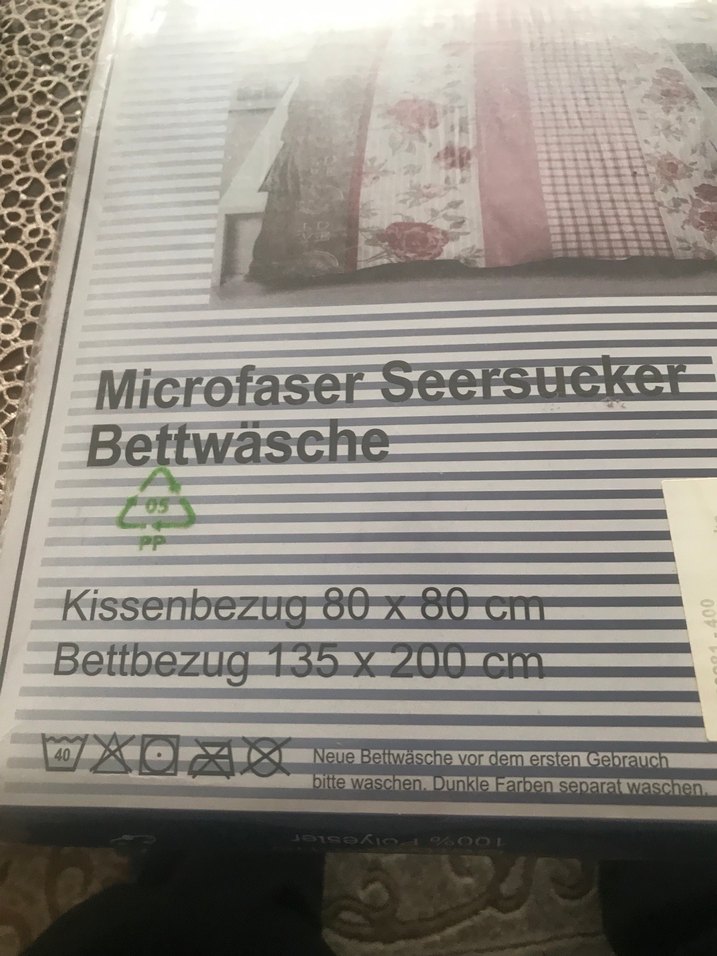 Microfaser Seersucker
Bettwäsche
05
PP
Kissenbezug 80 x 80 cm
Bettbezug 135 x 200 cm
40
Neue Bettwäsche vor dem ersten Gebrauch
bitte waschen. Dunkle Farben separat waschen.
100% Polyester